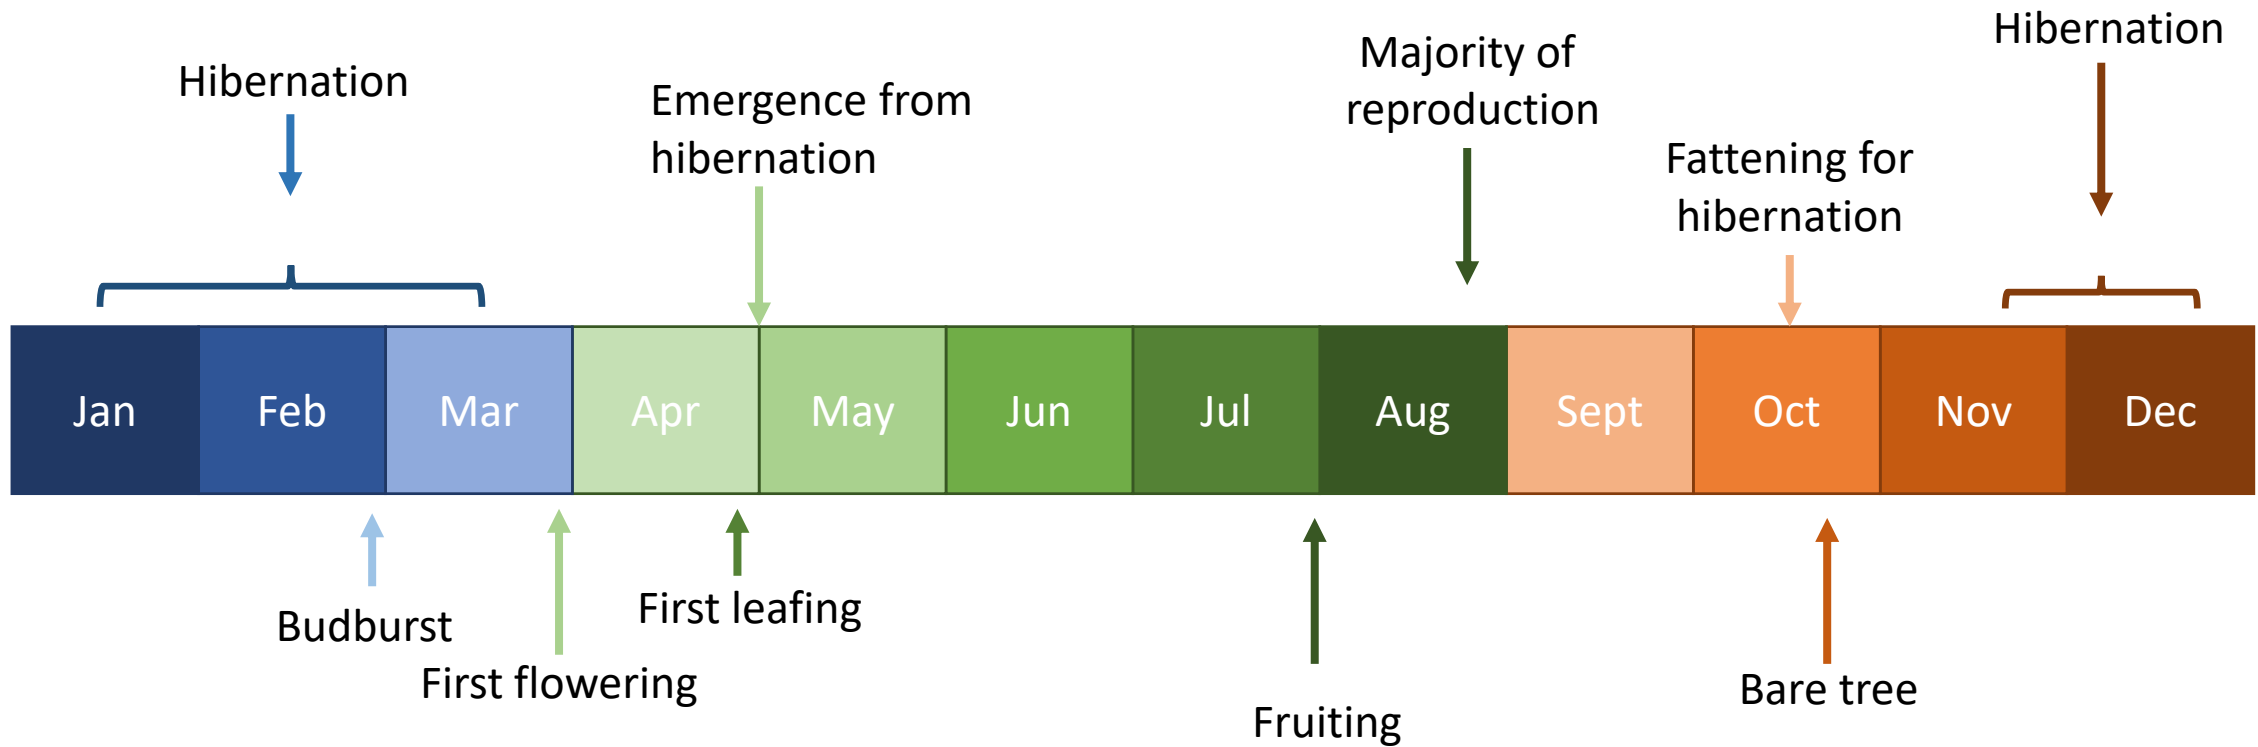 Hibernation
Emergence from
hibernation
Majority of
reproduction
Fattening for
hibernation
Hibernation
Jan
Feb
Mar
Apr
May
Jun
Jul
Aug
Sept
Oct
Nov
Dec
Budburst
First flowering
First leafing
Fruiting
Bare tree